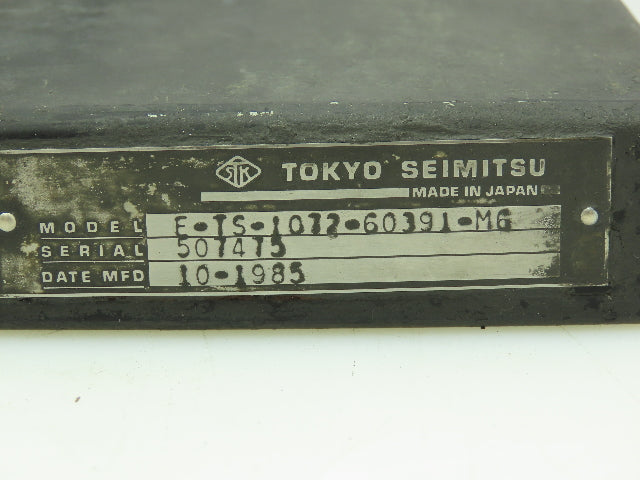 STK TOKYO SEIMITSU
MADE IN JAPAN
MODEL E-TS-1072-60391-M6
SERIAL 507475
DATE MFD 10-1985